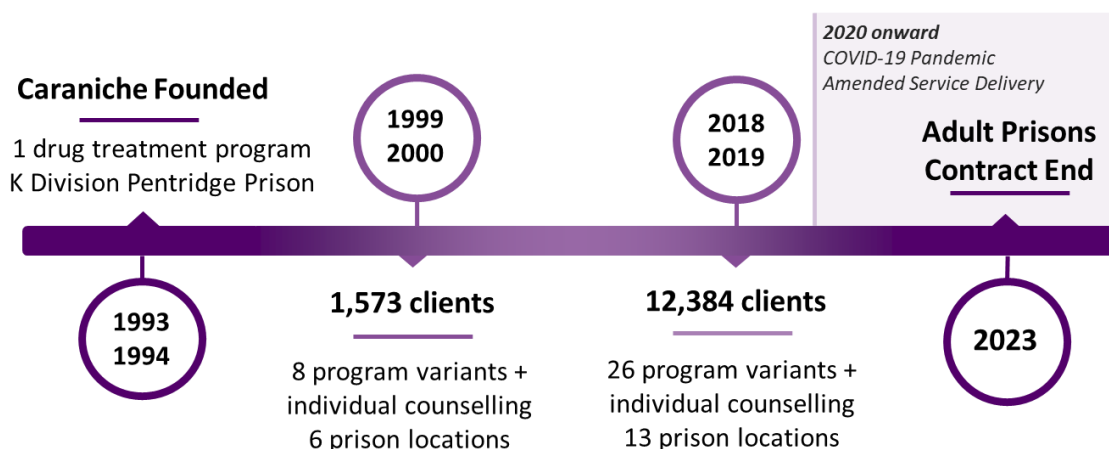 Caraniche Founded
1 drug treatment program
K Division Pentridge Prison
1993
1994
1999
2000
1,573 clients
8 program variants +
individual counselling
6 prison locations
2018
2019
12,384 clients
26 program variants +
individual counselling
13 prison locations
2020 onward
COVID-19 Pandemic
Amended Service Delivery
Adult Prisons
Contract End
2023